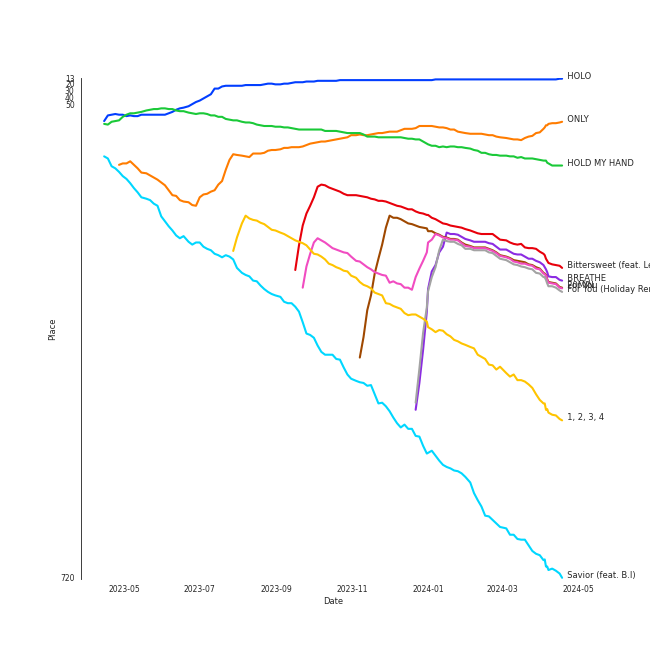 13
20
30
40
50
720
Place
2023-05
2023-07
2023-09
2023-11
2024-01
2024-03
2024-05
Date
HOLO
ONLY
HOLD MY HAND
Bittersweet (feat. Le
BREATHE
For You (Holiday Rem
1, 2, 3, 4
Savior (feat. B.I)